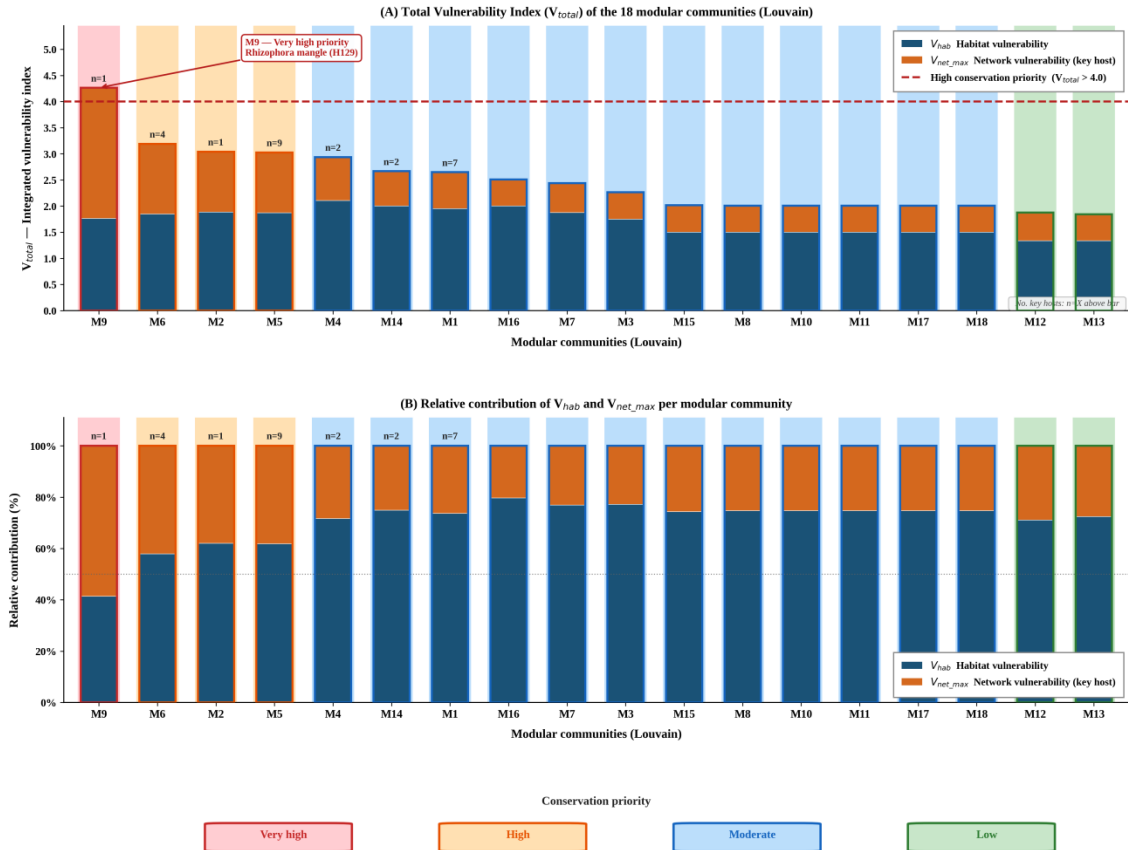 (A) Total Vulnerability Index (V_total) of the 18 modular communities (Louvain)
V_total — Integrated vulnerability index
5.0
4.5
4.0
3.5
3.0
2.5
2.0
1.5
1.0
0.5
0.0
M9 — Very high priority
Rhizophora mangle (H129)
V_hab Habitat vulnerability
V_net_max Network vulnerability (key host)
High conservation priority (V_total > 4.0)
n=1 n=4 n=1 n=9 n=2 n=2 n=7
No. key hosts: n=X above bar
M9 M6 M2 M5 M4 M14 M1 M16 M7 M3 M15 M8 M10 M11 M17 M18 M12 M13
Modular communities (Louvain)
(B) Relative contribution of V_hab and V_net_max per modular community
Relative contribution (%)
100%
80%
60%
40%
20%
0%
n=1 n=4 n=1 n=9 n=2 n=2 n=7
V_hab Habitat vulnerability
V_net_max Network vulnerability (key host)
M9 M6 M2 M5 M4 M14 M1 M16 M7 M3 M15 M8 M10 M11 M17 M18 M12 M13
Modular communities (Louvain)
Conservation priority
Very high High Moderate Low